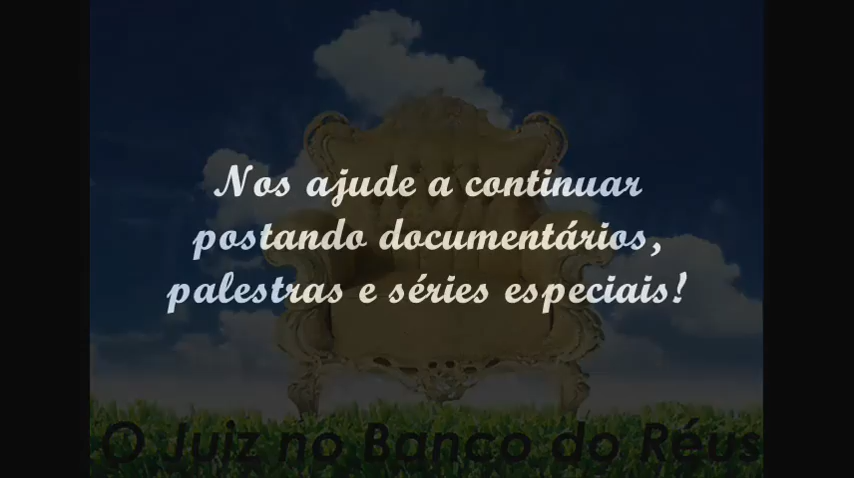 Nos ajude a continuar
postando documentários,
palestras e séries especiais!
O Juiz no Banco do Réus